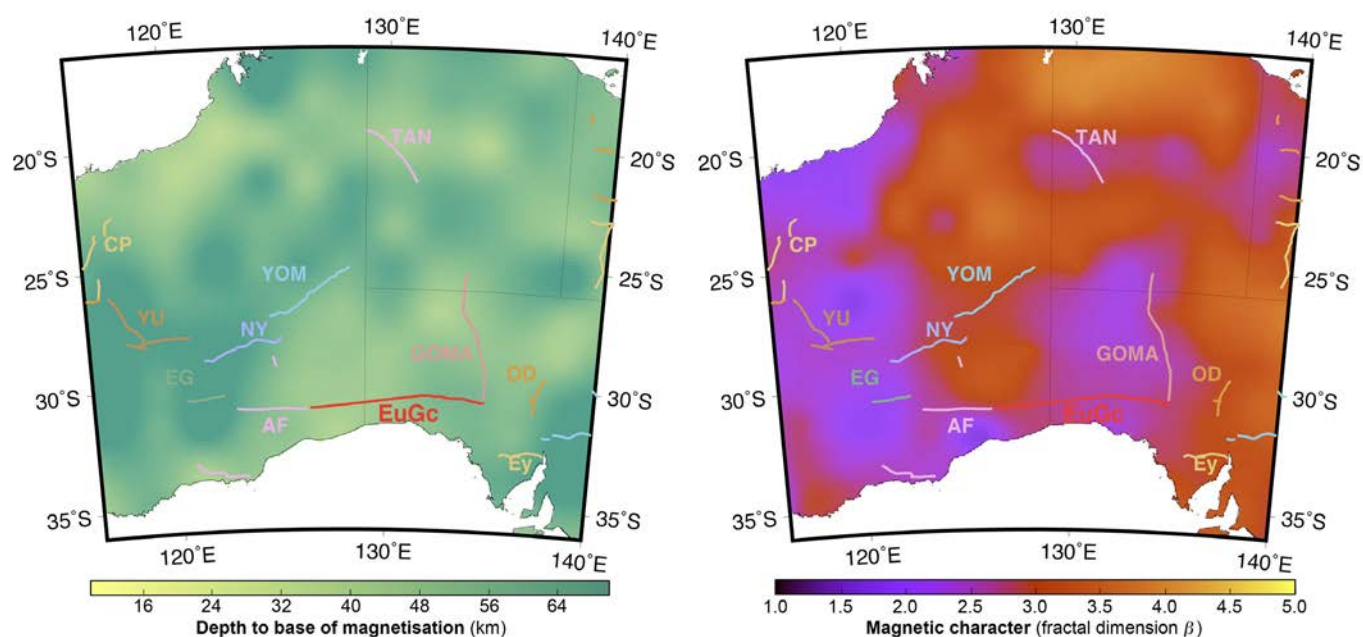 120°E
130°E
140°E
20°S
25°S
30°S
35°S
20°S
25°S
30°S
35°S
TAN
CP
YOM
YU
NY
GOMA
EG
OD
AF
EuGc
Ey
120°E
130°E
140°E
16 24 32 40 48 56 64
Depth to base of magnetisation (km)
120°E
130°E
140°E
20°S
25°S
30°S
35°S
20°S
25°S
30°S
35°S
TAN
CP
YOM
YU
NY
GOMA
EG
OD
AF
EuGc
Ey
120°E
130°E
140°E
1.0 1.5 2.0 2.5 3.0 3.5 4.0 4.5 5.0
Magnetic character (fractal dimension β)